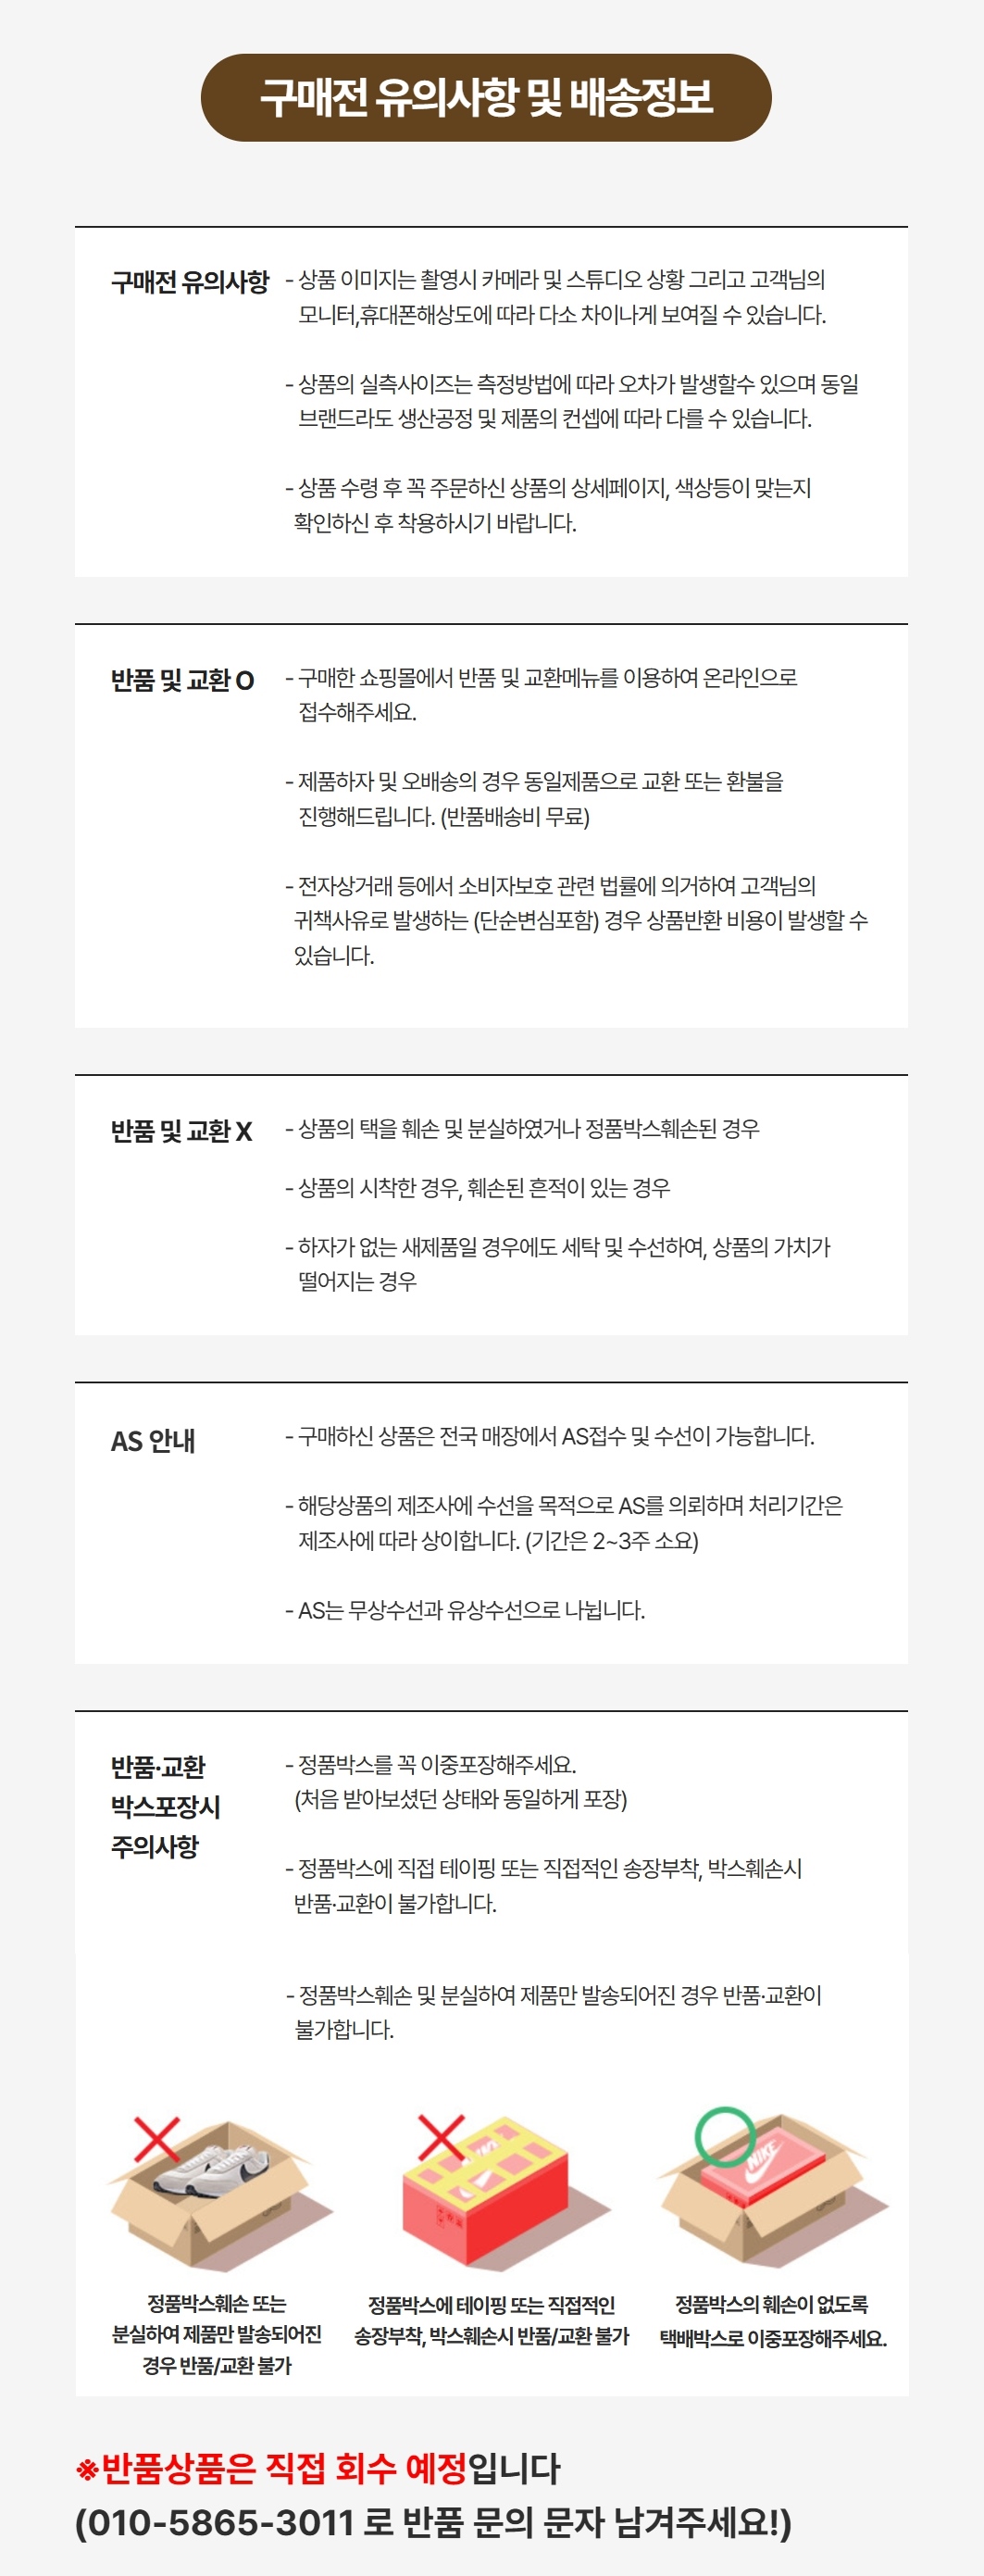 구매전 유의사항 및 배송정보
구매전 유의사항
- 상품 이미지는 촬영시 카메라 및 스튜디오 상황 그리고 고객님의
모니터,휴대폰해상도에 따라 다소 차이나게 보여질 수 있습니다.
- 상품의 실측사이즈는 측정방법에 따라 오차가 발생할수 있으며 동일
브랜드라도 생산공정 및 제품의 컨셉에 따라 다를 수 있습니다.
- 상품 수령 후 꼭 주문하신 상품의 상세페이지, 색상등이 맞는지
확인하신 후 착용하시기 바랍니다.
반품 및 교환 O
- 구매한 쇼핑몰에서 반품 및 교환메뉴를 이용하여 온라인으로
접수해주세요.
- 제품하자 및 오배송의 경우 동일제품으로 교환 또는 환불을
진행해드립니다. (반품배송비 무료)
- 전자상거래 등에서 소비자보호 관련 법률에 의거하여 고객님의
귀책사유로 발생하는 (단순변심포함) 경우 상품반환 비용이 발생할 수
있습니다.
반품 및 교환 X
- 상품의 택을 훼손 및 분실하였거나 정품박스훼손된 경우
- 상품의 시착한 경우, 훼손된 흔적이 있는 경우
- 하자가 없는 새제품일 경우에도 세탁 및 수선하여, 상품의 가치가
떨어지는 경우
AS 안내
- 구매하신 상품은 전국 매장에서 AS접수 및 수선이 가능합니다.
- 해당상품의 제조사에 수선을 목적으로 AS를 의뢰하며 처리기간은
제조사에 따라 상이합니다. (기간은 2~3주 소요)
- AS는 무상수선과 유상수선으로 나뉩니다.
반품·교환
박스포장시
주의사항
- 정품박스를 꼭 이중포장해주세요.
(처음 받아보셨던 상태와 동일하게 포장)
- 정품박스에 직접 테이핑 또는 직접적인 송장부착, 박스훼손시
반품·교환이 불가합니다.
- 정품박스훼손 및 분실하여 제품만 발송되어진 경우 반품·교환이
불가합니다.
NIKE
정품박스훼손 또는
분실하여 제품만 발송되어진
경우 반품/교환 불가
정품박스에 테이핑 또는 직접적인
송장부착, 박스훼손시 반품/교환 불가
정품박스의 훼손이 없도록
택배박스로 이중포장해주세요.
※반품상품은 직접 회수 예정입니다
(010-5865-3011 로 반품 문의 문자 남겨주세요!)